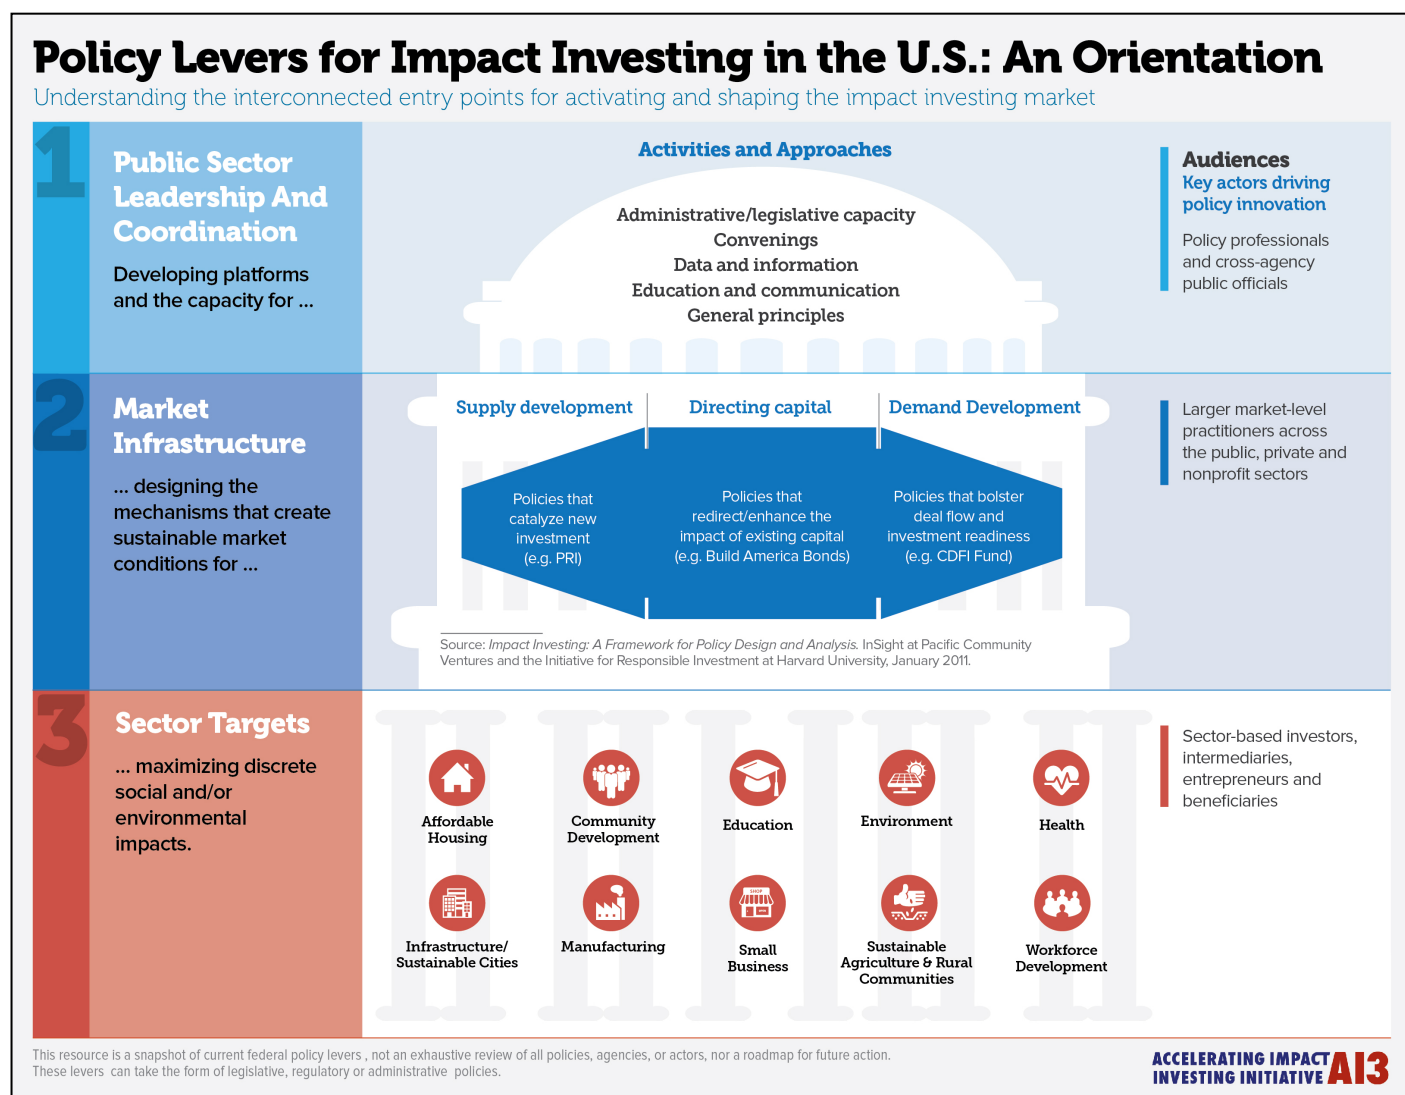 Policy Levers for Impact Investing in the U.S.: An Orientation
Understanding the interconnected entry points for activating and shaping the impact investing market
1
Public Sector
Leadership And
Coordination
Developing platforms
and the capacity for ...
Activities and Approaches
Administrative/legislative capacity
Convenings
Data and information
Education and communication
General principles
Audiences
Key actors driving
policy innovation
Policy professionals
and cross-agency
public officials
2
Market
Infrastructure
... designing the
mechanisms that create
sustainable market
conditions for ...
Supply development
Directing capital
Demand Development
Policies that
catalyze new
investment
(e.g. PRI)
Policies that
redirect/enhance the
impact of existing capital
(e.g. Build America Bonds)
Policies that bolster
deal flow and
investment readiness
(e.g. CDFI Fund)
Source: Impact Investing: A Framework for Policy Design and Analysis. InSight at Pacific Community
Ventures and the Initiative for Responsible Investment at Harvard University, January 2011.
Larger market-level
practitioners across
the public, private and
nonprofit sectors
3
Sector Targets
... maximizing discrete
social and/or
environmental
impacts.
Affordable
Housing
Community
Development
Education
Environment
Health
Infrastructure/
Sustainable Cities
Manufacturing
SHOP
Small
Business
Sustainable
Agriculture & Rural
Communities
Workforce
Development
Sector-based investors,
intermediaries,
entrepreneurs and
beneficiaries
This resource is a snapshot of current federal policy levers , not an exhaustive review of all policies, agencies, or actors, nor a roadmap for future action.
These levers can take the form of legislative, regulatory or administrative policies.
ACCELERATING IMPACT
INVESTING INITIATIVE
AI3